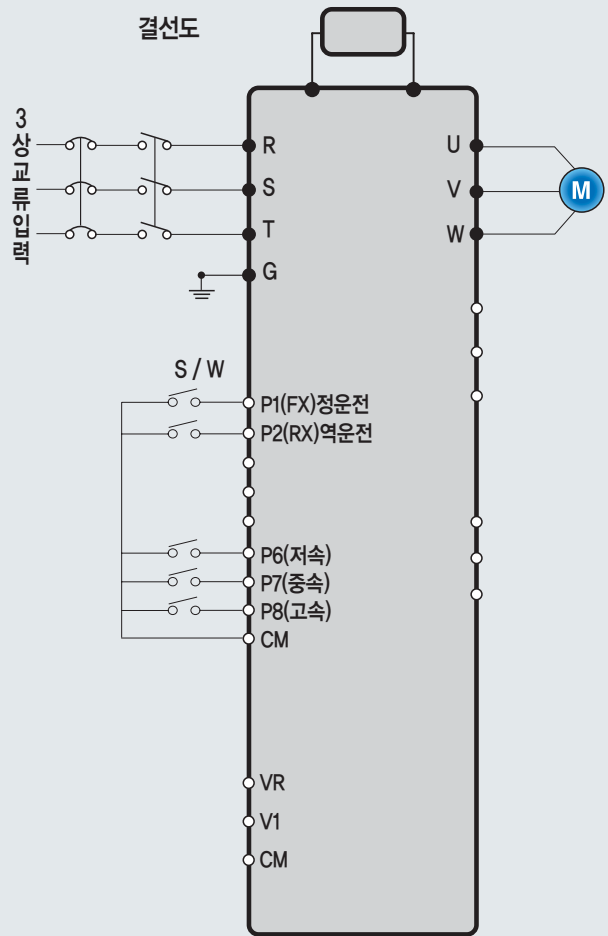 결선도
3상교류입력
R
S
T
G
U
V
W
M
S / W
P1(FX)정운전
P2(RX)역운전
P6(저속)
P7(중속)
P8(고속)
CM
VR
V1
CM